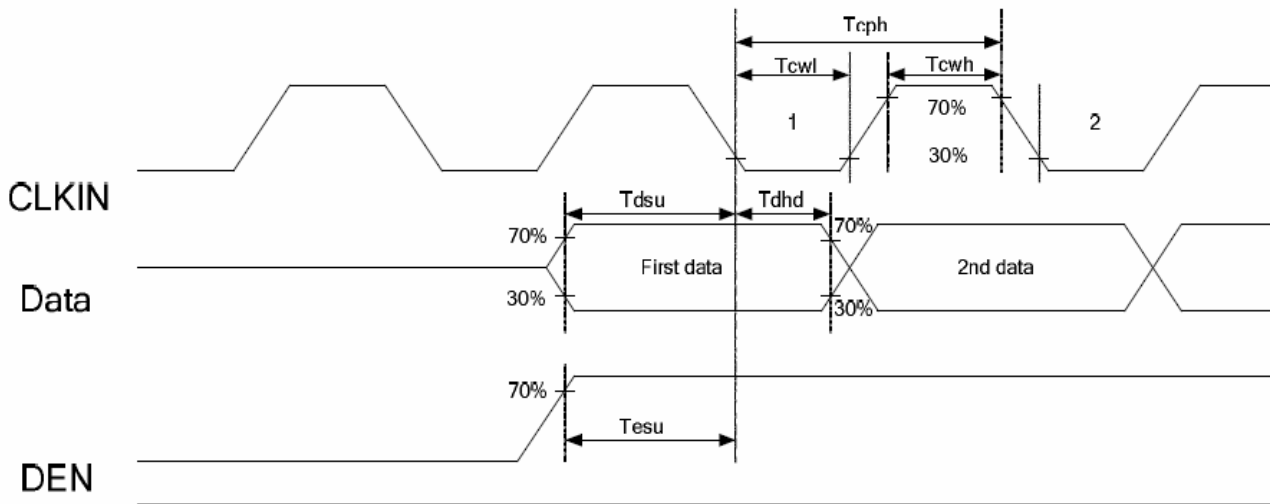 Tcph
Tcwl
Tcwh
1
70%
2
30%
CLKIN
Tdsu
Tdhd
70%
70%
First data
2nd data
Data
30%
30%
70%
Tesu
DEN